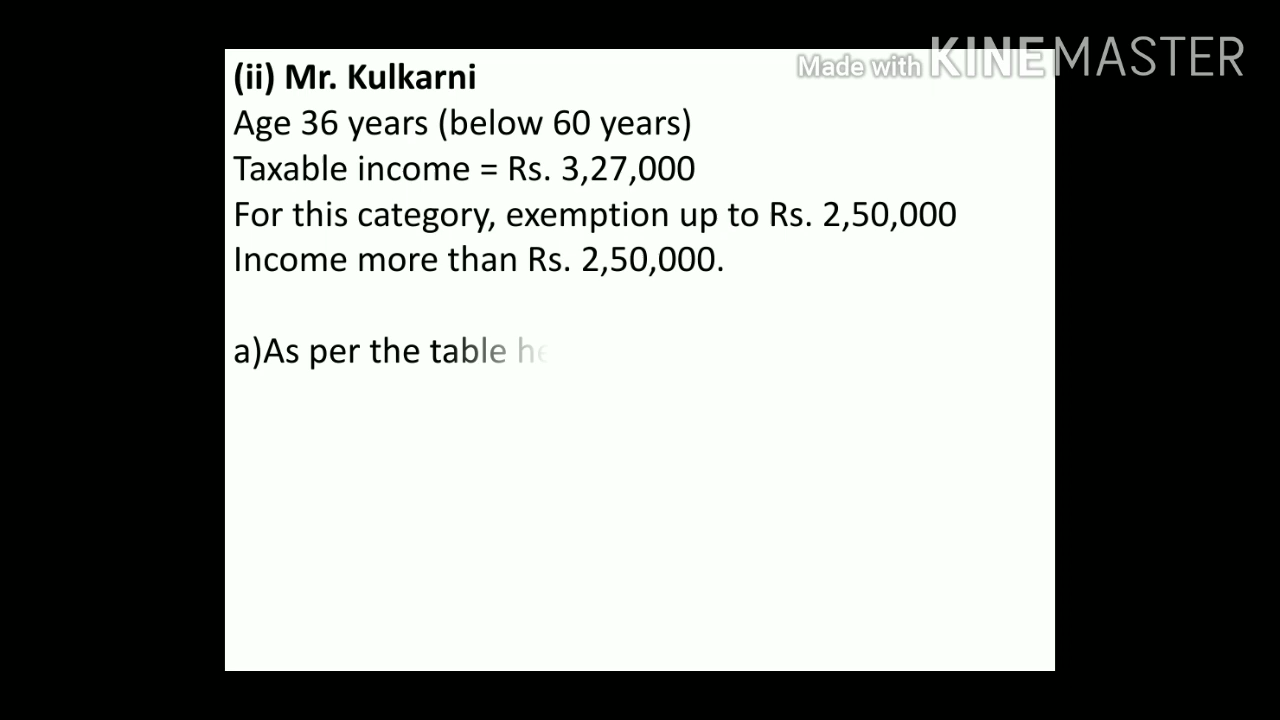 Made with KINEMASTER
(ii) Mr. Kulkarni
Age 36 years (below 60 years)
Taxable income = Rs. 3,27,000
For this category, exemption up to Rs. 2,50,000
Income more than Rs. 2,50,000.
a)As per the table